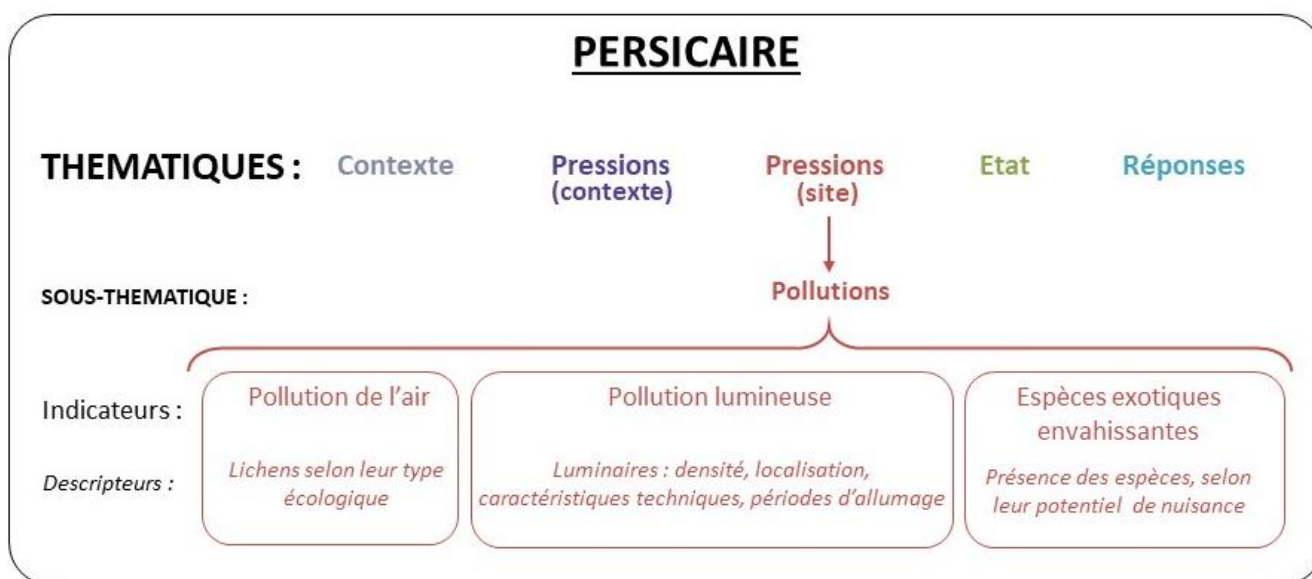 PERSICAIRE
THEMATIQUES :
Contexte
Pressions
(contexte)
Pressions
(site)
Etat
Réponses
SOUS-THEMATIQUE :
Pollutions
Indicateurs :
Pollution de l’air
Pollution lumineuse
Espèces exotiques
envahissantes
Descripteurs :
Lichens selon leur type
écologique
Luminaires : densité, localisation,
caractéristiques techniques, périodes d’allumage
Présence des espèces, selon
leur potentiel de nuisance